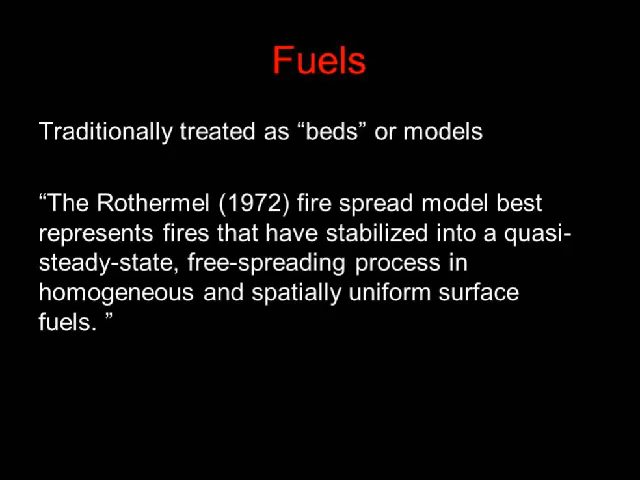 Fuels
Traditionally treated as “beds” or models
“The Rothermel (1972) fire spread model best
represents fires that have stabilized into a quasi-
steady-state, free-spreading process in
homogeneous and spatially uniform surface
fuels. ”